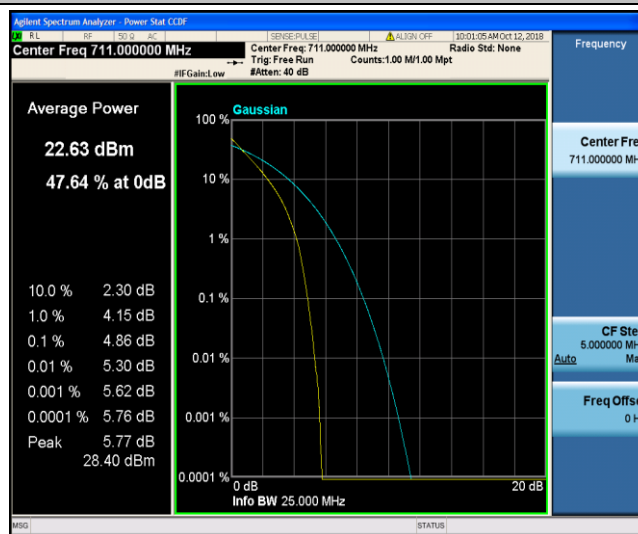 Agilent Spectrum Analyzer - Power Stat CCDF
RL RF 50 Ω AC SENSE:PULSE ALIGN OFF 10:01:05 AM Oct 12, 2018
Center Freq 711.000000 MHz
Center Freq: 711.000000 MHz Radio Std: None
Trig: Free Run Counts:1.00 M/1.00 Mpt
#IFGain:Low #Atten: 40 dB
Frequency
Average Power
22.63 dBm
47.64 % at 0dB
10.0 % 2.30 dB
1.0 % 4.15 dB
0.1 % 4.86 dB
0.01 % 5.30 dB
0.001 % 5.62 dB
0.0001 % 5.76 dB
Peak 5.77 dB
28.40 dBm
Gaussian
100 %
10 %
1 %
0.1 %
0.01 %
0.001 %
0.0001 %
0 dB 20 dB
Info BW 25.000 MHz
Center Fre
711.000000 MH
CF Ste
5.000000 MH
Auto Ma
Freq Offse
0 H
MSG STATUS